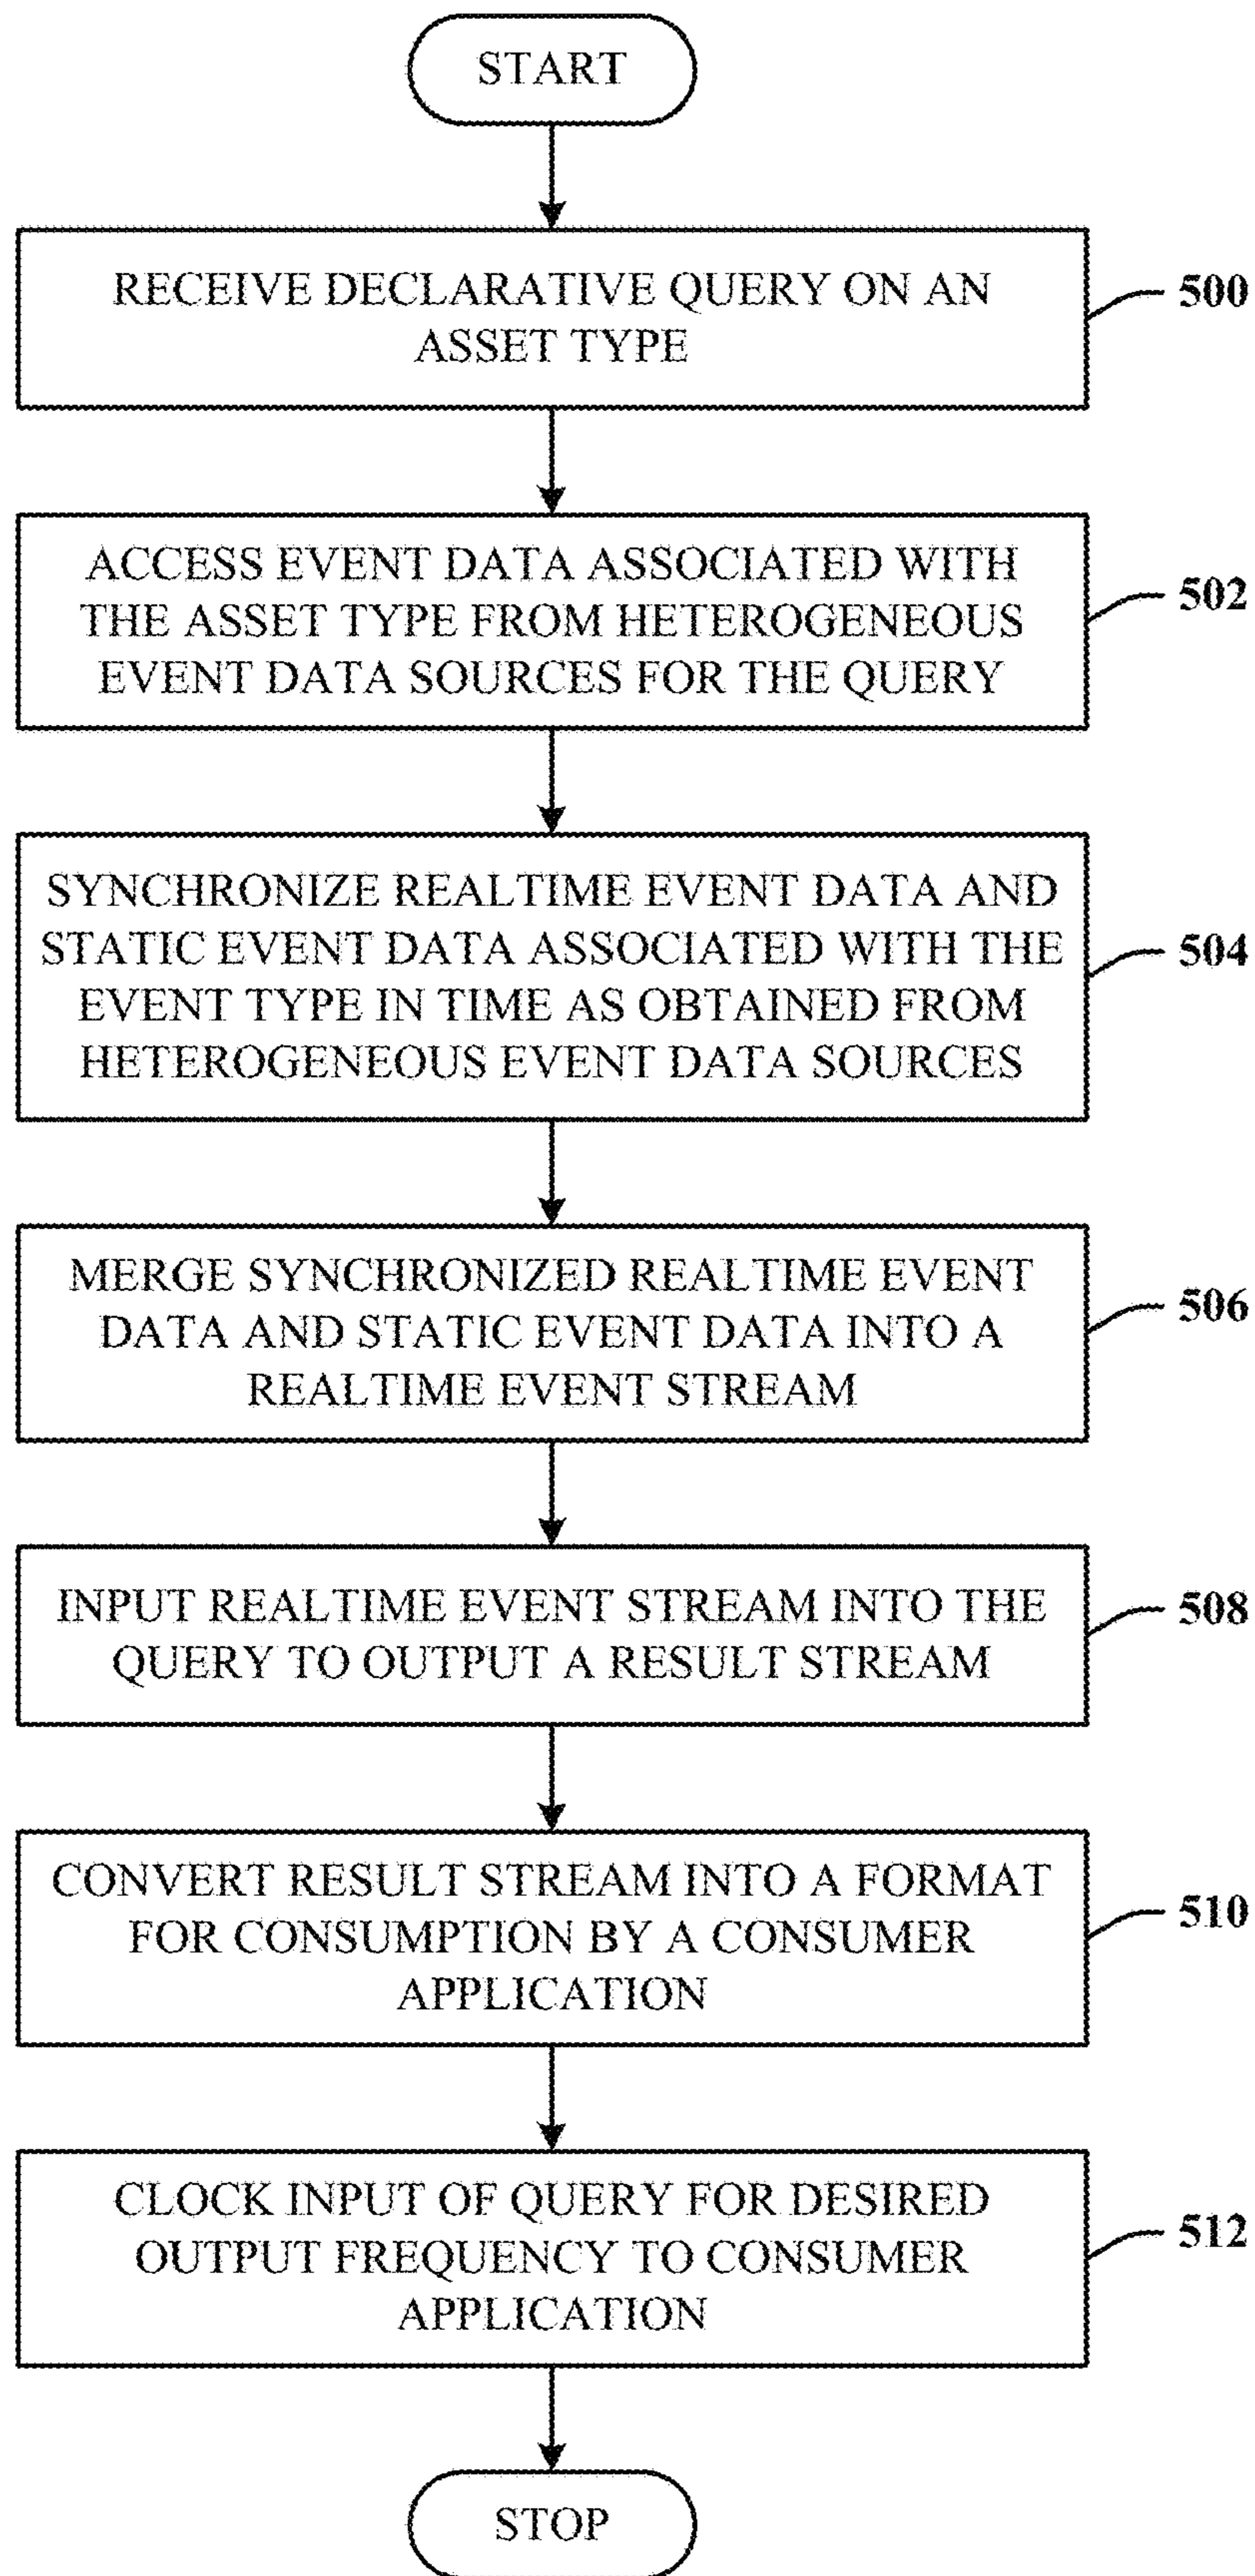 START
RECEIVE DECLARATIVE QUERY ON AN
ASSET TYPE
500
ACCESS EVENT DATA ASSOCIATED WITH
THE ASSET TYPE FROM HETEROGENEOUS
EVENT DATA SOURCES FOR THE QUERY
502
SYNCHRONIZE REALTIME EVENT DATA AND
STATIC EVENT DATA ASSOCIATED WITH THE
EVENT TYPE IN TIME AS OBTAINED FROM
HETEROGENEOUS EVENT DATA SOURCES
504
MERGE SYNCHRONIZED REALTIME EVENT
DATA AND STATIC EVENT DATA INTO A
REALTIME EVENT STREAM
506
INPUT REALTIME EVENT STREAM INTO THE
QUERY TO OUTPUT A RESULT STREAM
508
CONVERT RESULT STREAM INTO A FORMAT
FOR CONSUMPTION BY A CONSUMER
APPLICATION
510
CLOCK INPUT OF QUERY FOR DESIRED
OUTPUT FREQUENCY TO CONSUMER
APPLICATION
512
STOP